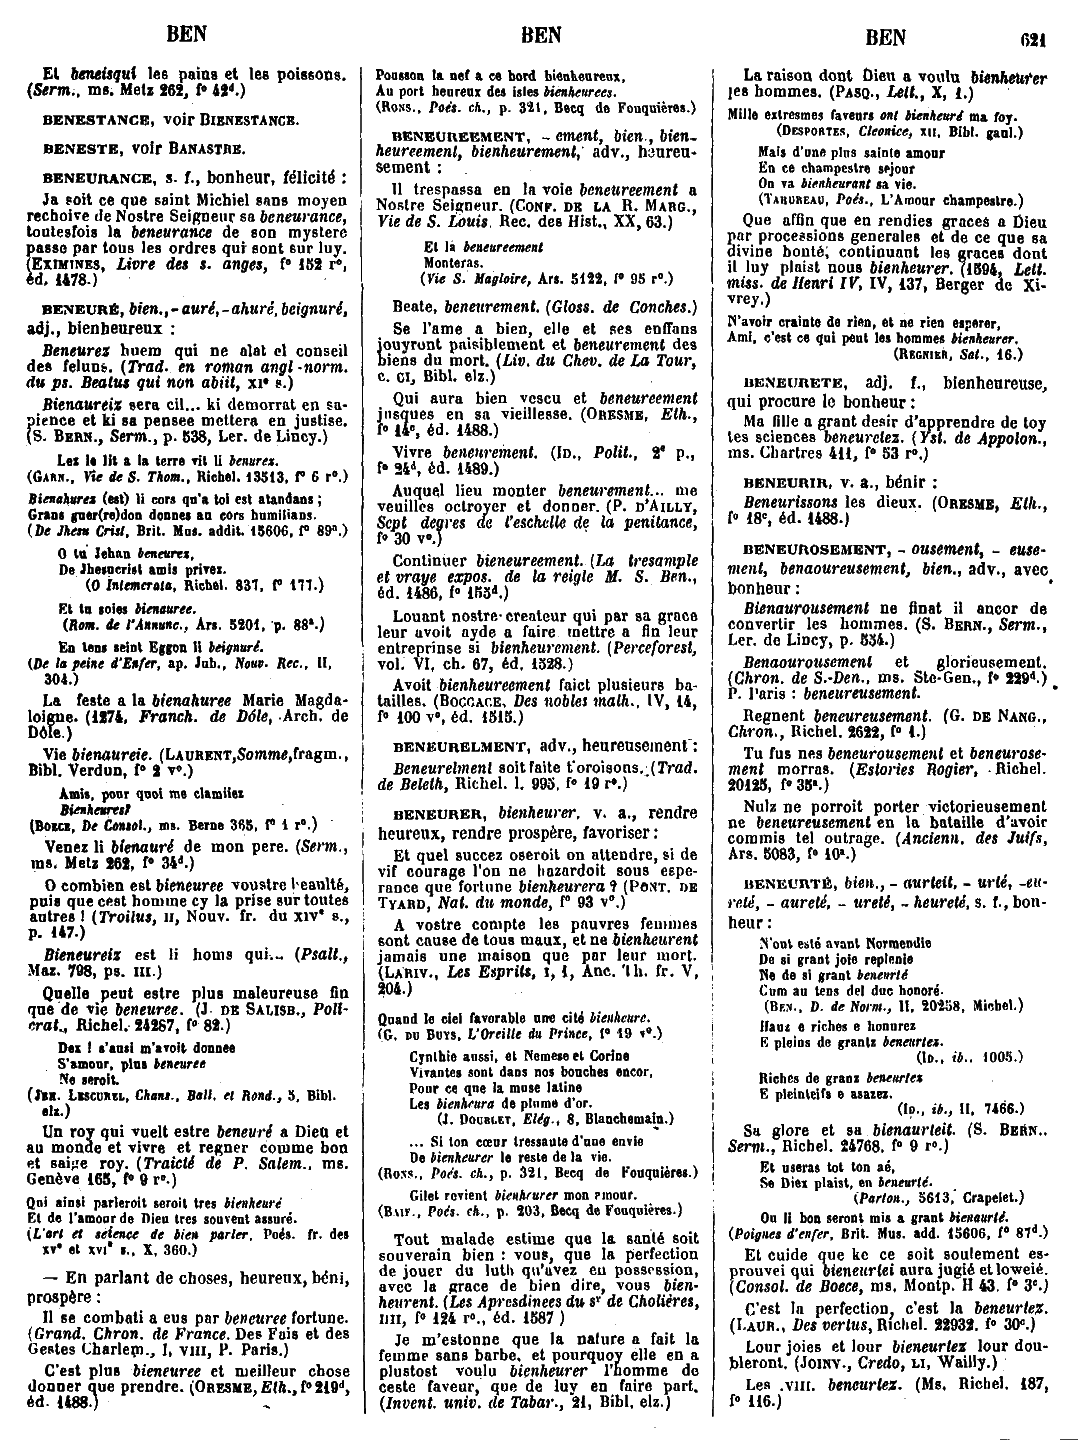 BEN
BEN
BEN
621
Et beneisqui les pains et les poissons.
(Serm., ms. Metz 262, f° 42ᵈ.)
BENESTANCE, voir BIENESTANCE.
BENESTE, voir BANASTRE.
BENEURANCE, s. f., bonheur, félicité :
Ja soit ce que saint Michiel sans moyen
rechoive de Nostre Seigneur sa beneurance,
toutesfois la beneurance de son mystere
passe par tous les ordres qui sont sur luy.
(EXIMINES, Livre des s. anges, f° 152 r°,
éd. 1478.)
BENEURÉ, bien., - auré, - ahuré, beignuré,
adj., bienheureux :
Beneurez huem qui ne alat el conseil
des feluns. (Trad. en roman angl-norm.
du ps. Beatus qui non abiit, XIᵉ s.)
Bienaureiz sera cil... ki demorrat en sa-
pience et ki sa pensee mettera en justise.
(S. BERN., Serm., p. 538, Ler. de Lincy.)
Lez le lit a la terre vit li benurez.
(GARN., Vie de S. Thom., Richel. 13513, f° 6 r°.)
Bienahurez (est) li cors qu'a toi est atandans ;
Grans guer(re)don donnes au cors humilians.
(De Jhesu Crist, Brit. Mus. addit. 15606, f° 89ᵃ.)
O tu Jehan beneurez,
De Jhesucrist amis privez.
(O Intemerata, Richel. 837, f° 177.)
Et tu soies bienauree.
(Rom. de l'Annunc., Ars. 5201, p. 88ᵃ.)
En tens seint Eggon li beignuré.
(De la peine d'Enfer, ap. Jub., Nouv. Rec., II,
304.)
La feste a la bienahuree Marie Magda-
loigne. (1274, Franch. de Dôle, Arch. de
Dôle.)
Vie bienaureie. (LAURENT, Somme, fragm.,
Bibl. Verdun, f° 2 v°.)
Amis, pour quoi me clamiiez
Bienheurez?
(BOECE, De Consol., ms. Berne 365, f° 1 r°.)
Venez li bienauré de mon pere. (Serm.,
ms. Metz 262, f° 34ᵈ.)
O combien est bieneuree voustre beaulté,
puis que cest homme cy la prise sur toutes
autres ! (Troilus, II, Nouv. fr. du XIVᵉ s.,
p. 147.)
Bieneureiz est li homs qui... (Psalt.,
Maz. 798, ps. III.)
Quelle peut estre plus maleureuse fin
que de vie beneuree. (J. DE SALISB., Poli-
crat., Richel. 24267, f° 82.)
Dex ! s'ausi m'avoit donnee
S'amour, plus beneuree
Ne seroit.
(JEH. LESCUREL, Chans., Ball. et Rond., 5, Bibl.
elz.)
Un roy qui vuelt estre beneuré a Dieu et
au monde et vivre et regner comme bon
et saige roy. (Traicté de P. Salem., ms.
Genève 165, f° 9 r°.)
Qui ainsi parleroit seroit tres bienheuré
Et de l'amour de Dieu tres souvent assuré.
(L'art et science de bien parler, Poés. fr. des
XVᵉ et XVIᵉ s., X, 360.)
— En parlant de choses, heureux, béni,
prospère :
Il se combati a eus par beneuree fortune.
(Grand. Chron. de France. Des Fais et des
Gestes Charlem., I, VIII, P. Paris.)
C'est plus bieneuree et meilleur chose
donner que prendre. (ORESME, Eth., f° 219ᵈ,
éd. 1488.)
Pousson ta nef a ce bord bienheureux,
Au port heureux des isles bienheurees.
(RONS., Poés. ch., p. 321, Becq de Fouquières.)
BENEUREEMENT, - ement, bien., bien-
heureement, bienheurement, adv., heureu-
sement :
Il trespassa en la voie beneureement a
Nostre Seigneur. (CONF. DE LA R. MARG.,
Vie de S. Louis, Rec. des Hist., XX, 63.)
Et là beneureement
Monteras.
(Vie S. Magloire, Ars. 5122, f° 95 r°.)
Beate, beneurement. (Gloss. de Conches.)
Se l'ame a bien, elle et ses enffans
jouyront paisiblement et beneurement des
biens du mort. (Liv. du Chev. de La Tour,
c. CI, Bibl. elz.)
Qui aura bien vescu et beneureement
jusques en sa vieillesse. (ORESME, Eth.,
f° 14ᶜ, éd. 1488.)
Vivre beneurement. (ID., Polit., 2ᵉ p.,
f° 24ᵈ, éd. 1489.)
Auquel lieu monter beneurement... me
veuilles octroyer et donner. (P. D'AILLY,
Sept degres de l'eschelle de la penitance,
f° 30 v°.)
Continüer bieneureement. (La tresample
et vraye expos. de la reigle M. S. Ben.,
éd. 1486, f° 153ᵈ.)
Louant nostre createur qui par sa grace
leur avoit ayde a faire mettre a fin leur
entreprinse si bienheurement. (Perceforest,
vol. VI, ch. 67, éd. 1528.)
Avoit bienheureement faict plusieurs ba-
tailles. (BOCCACE, Des nobles math., IV, 14,
f° 100 v°, éd. 1515.)
BENEURELMENT, adv., heureusement :
Beneurelment soit faite t'oroisons. (Trad.
de Beleth, Richel. l. 995, f° 19 r°.)
BENEURER, bienheurer, v. a., rendre
heureux, rendre prospère, favoriser :
Et quel succez oseroit on attendre, si de
vif courage l'on ne hazardoit sous espe-
rance que fortune bienheurera ? (PONT. DE
TYARD, Nat. du monde, f° 93 v°.)
A vostre compte les pauvres femmes
sont cause de tous maux, et ne bienheurent
jamais une maison que par leur mort.
(LARIV., Les Esprits, I, 1, Anc. Th. fr. V,
204.)
Quand le ciel favorable une cité bienheure.
(G. DU BUYS, L'Oreille du Prince, f° 19 v°.)
Cynthie aussi, et Nemese et Corine
Vivantes sont dans nos bouches encor,
Pour ce que la muse latine
Les bienheura de plume d'or.
(J. DOUBLET, Elég., 8, Blanchemain.)
... Si ton cœur tressaute d'une envie
De bienheurer le reste de la vie.
(RONS., Poés. ch., p. 321, Becq de Fouquières.)
Gilet revient bienheurer mon amour.
(BAIF., Poés. ch., p. 203, Becq de Fouquières.)
Tout malade estime que la santé soit
souverain bien : vous, que la perfection
de jouer du luth qu'avez eu possession,
avec la grace de bien dire, vous bien-
heurent. (Les Apresdinees du sʳ de Cholières,
IIII, f° 124 r°., éd. 1587)
Je m'estonne que la nature a fait la
femme sans barbe, et pourquoy elle en a
plustost voulu bienheurer l'homme de
ceste faveur, que de luy en faire part.
(Invent. univ. de Tabar., 21, Bibl. elz.)
La raison dont Dieu a voulu bienheurer
les hommes. (PASQ., Lett., X, 1.)
Mille extresmes faveurs ont bienheuré ma foy.
(DESPORTES, Cleonice, XII, Bibl. gaul.)
Mais d'une plus sainte amour
En ce champestre sejour
On va bienheurant sa vie.
(TAHUREAU, Poés., L'Amour champestre.)
Que affin que en rendies graces a Dieu
par processions generales et de ce que sa
divine bonté, continuant les graces dont
il luy plaist nous bienheurer. (1594, Lett.
miss. de Henri IV, IV, 137, Berger de Xi-
vrey.)
N'avoir crainte de rien, et ne rien esperer,
Ami, c'est ce qui peut les hommes bienheurer.
(REGNIER, Sat., 16.)
BENEURETE, adj. f., bienheureuse,
qui procure le bonheur :
Ma fille a grant desir d'apprendre de toy
tes sciences beneuretez. (Yst. de Appolon.,
ms. Chartres 411, f° 53 r°.)
BENEURIR, v. a., bénir :
Beneurissons les dieux. (ORESME, Eth.,
f° 18ᶜ, éd. 1488.)
BENEUROSEMENT, - ousement, - euse-
ment, benaoureusement, bien., adv., avec
bonheur :
Bienaurousement ne finat il ancor de
convertir les hommes. (S. BERN., Serm.,
Ler. de Lincy, p. 534.)
Benaourousement et glorieusement.
(Chron. de S.-Den., ms. Ste-Gen., f° 229ᵈ.)
P. Paris : beneureusement.
Regnent beneureusement. (G. DE NANG.,
Chron., Richel. 2622, f° 1.)
Tu fus nes beneurousement et beneurose-
ment morras. (Estories Rogier, Richel.
20125, f° 35ᵃ.)
Nulz ne porroit porter victorieusement
ne beneureusement en la bataille d'avoir
commis tel outrage. (Ancienn. des Juifs,
Ars. 5083, f° 10ᵃ.)
BENEURTÉ, bien., - aurteit, - urté, -eu-
reté, - aureté, - ureté, - heureté, s. f., bon-
heur :
N'out esté avant Normendie
De si grant joie replenie
Ne de si grant beneurté
Cum au tens del duc honoré.
(BEN., D. de Norm., II, 20258, Michel.)
Hauz e riches e honurez
E pleins de grantz beneurtez.
(ID., ib., 1005.)
Riches de granz beneurtez
E pleinteifs e asazez.
(ID., ib., II, 7466.)
Sa glore et sa bienaurteit. (S. BERN.,
Serm., Richel. 24768, f° 9 r°.)
Et useras tot ton aé,
Se Diex plaist, en beneurté.
(Parton., 5613, Crapelet.)
Ou li bon seront mis a grant bienaurté.
(Poignes d'enfer, Brit. Mus. add. 15606, f° 87ᵈ.)
Et cuide que ke ce soit soulement es-
prouvei qui bieneurtei aura jugié et loweié.
(Consol. de Boece, ms. Montp. H 43, f° 3ᶜ.)
C'est la perfection, c'est la beneurtez.
(LAUR., Des vertus, Richel. 22932, f° 30ᶜ.)
Lour joies et lour bieneurtez lour dou-
bleront. (JOINV., Credo, LI, Wailly.)
Les .VIII. beneurtez. (Ms. Richel. 187,
f° 116.)